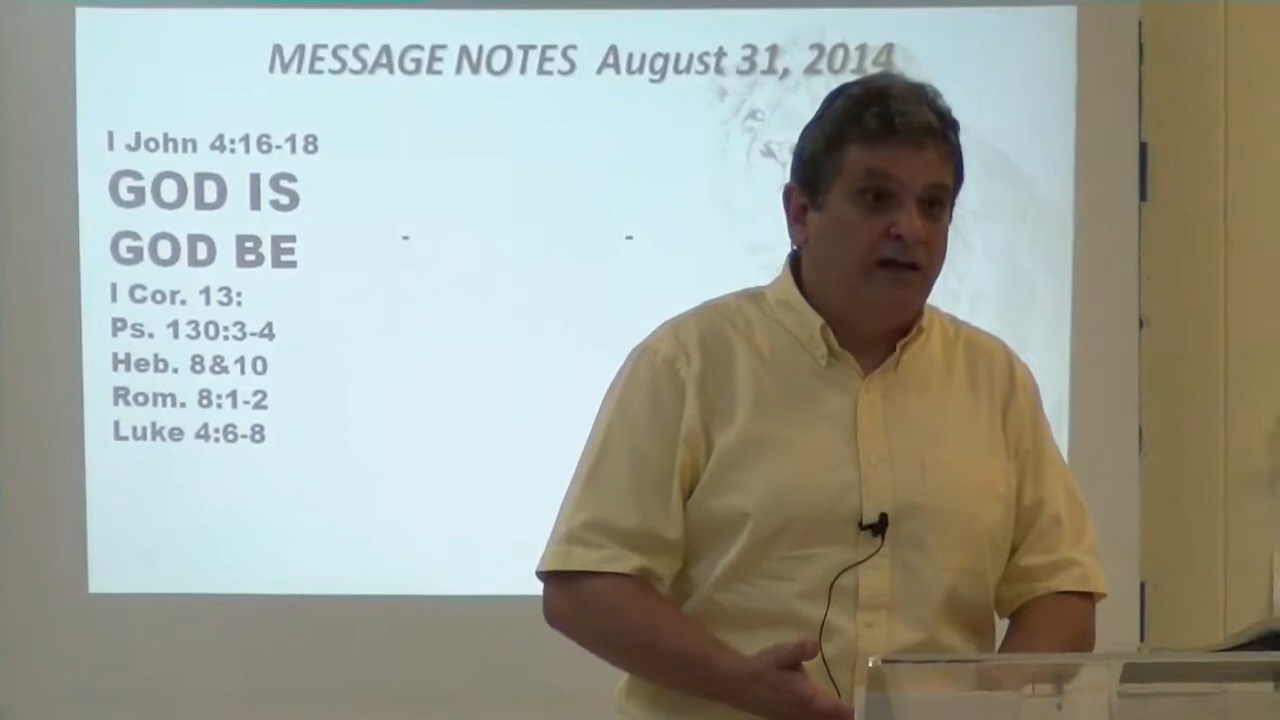 MESSAGE NOTES August 31, 2014
I John 4:16-18
GOD IS
GOD BE - -
I Cor. 13:
Ps. 130:3-4
Heb. 8&10
Rom. 8:1-2
Luke 4:6-8